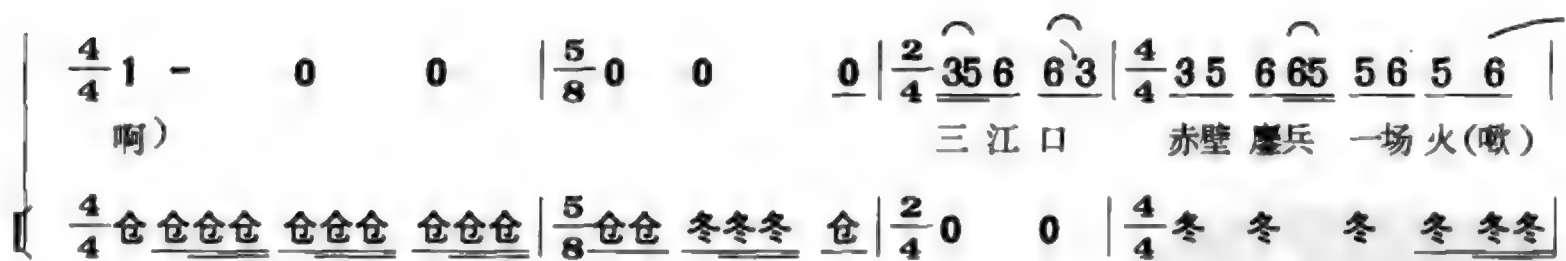 4/4 1 - 0 0 | 5/8 0 0 0 | 2/4 35 6 6 3 | 4/4 3 5 6 65 5 6 5 6 |
啊） 三江口 赤壁 鏖兵 一场 火(啾)
4/4 仓 仓仓仓 仓仓仓 仓仓仓 | 5/8 仓仓 冬冬冬 仓 | 2/4 0 0 | 4/4 冬 冬 冬 冬 冬冬